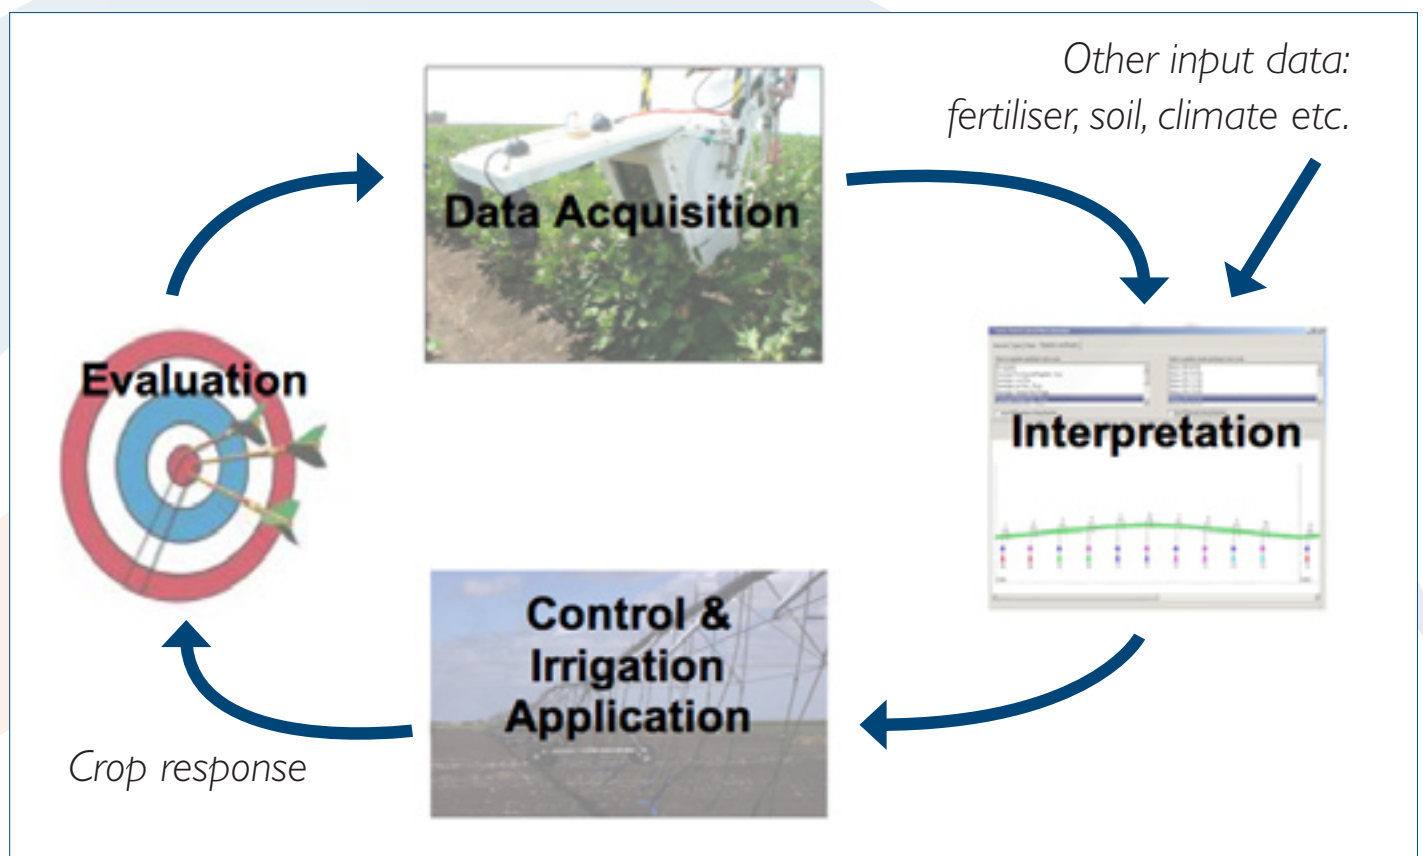 Other input data:
fertiliser, soil, climate etc.
Data Acquisition
Evaluation
Interpretation
Control &
Irrigation
Application
Crop response